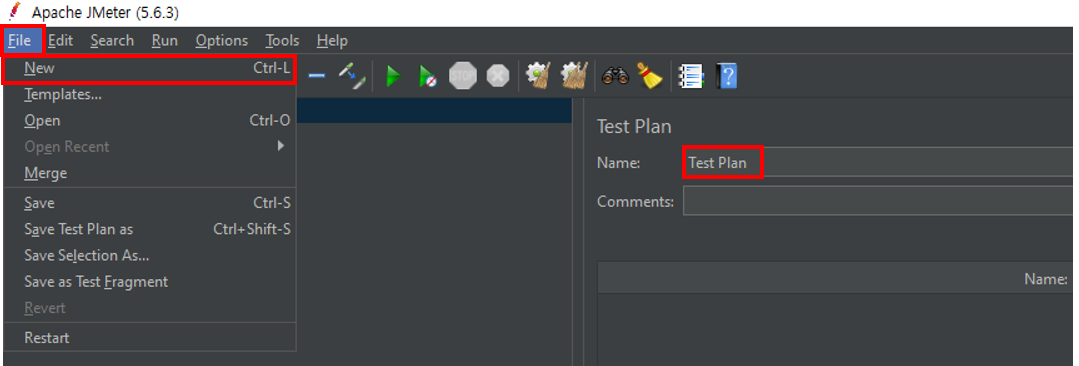 Apache JMeter (5.6.3)
File Edit Search Run Options Tools Help
New Ctrl-L
Templates...
Open Ctrl-O
Open Recent
Merge
Save Ctrl-S
Save Test Plan as Ctrl+Shift-S
Save Selection As...
Save as Test Fragment
Revert
Restart
STOP
Test Plan
Name: Test Plan
Comments:
Name: